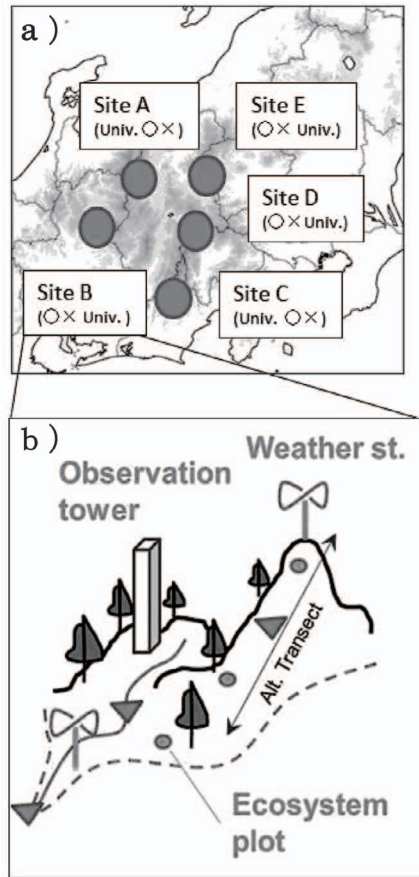 a )
Site A
(Univ. ○×)
Site E
(○× Univ.)
Site D
(○× Univ.)
Site B
(○× Univ.)
Site C
(Univ. ○×)
b )
Weather st.
Observation
tower
Alt. Transect
Ecosystem
plot